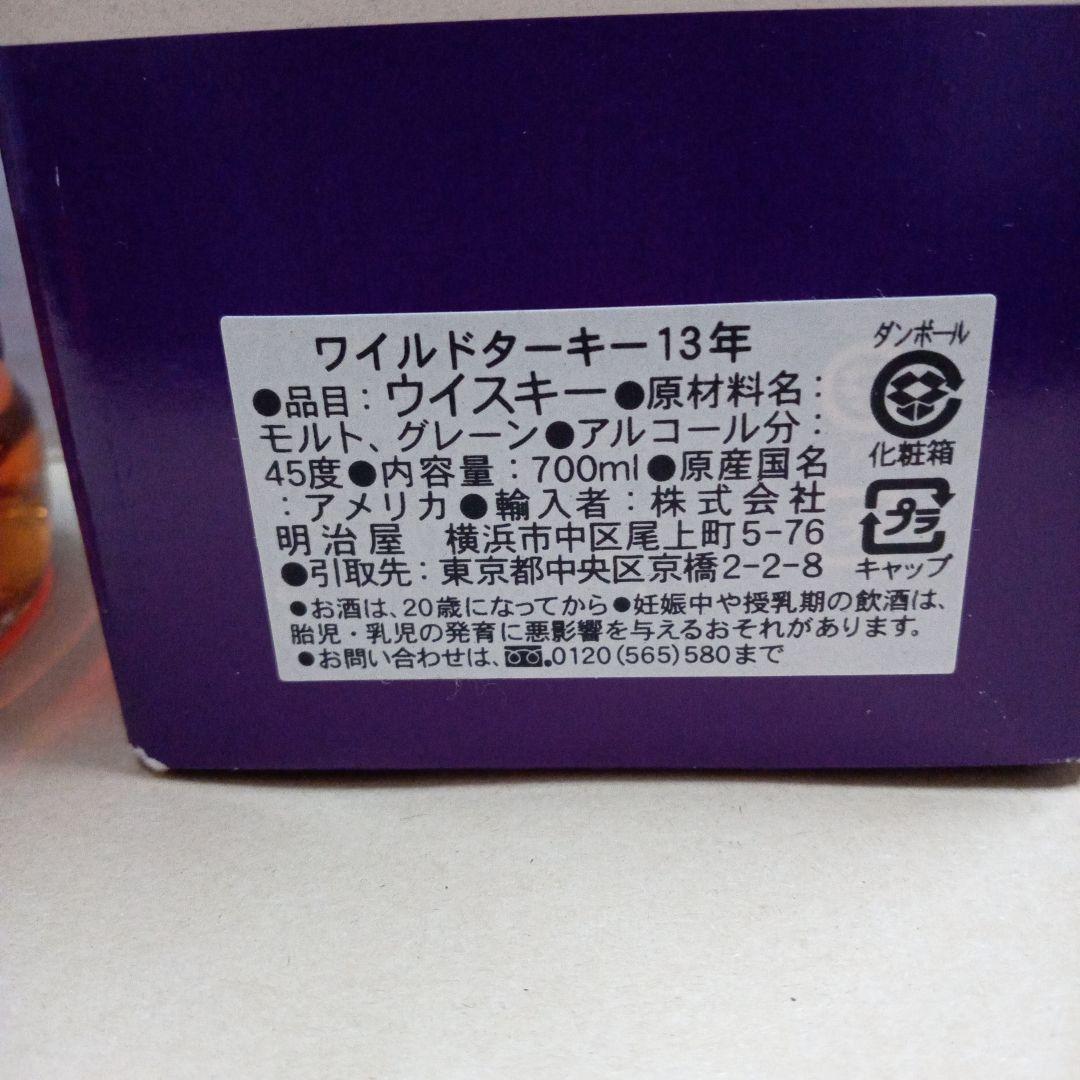 ワイルドターキー13年
●品目：ウイスキー●原材料名：
モルト、グレーン●アルコール分：
45度●内容量：700ml●原産国名
：アメリカ●輸入者：株式会社
明治屋　横浜市中区尾上町5-76
●引取先：東京都中央区京橋2-2-8
●お酒は、20歳になってから●妊娠中や授乳期の飲酒は、
胎児・乳児の発育に悪影響を与えるおそれがあります。
●お問い合わせは、0120(565)580まで
ダンボール
化粧箱
プラ
キャップ